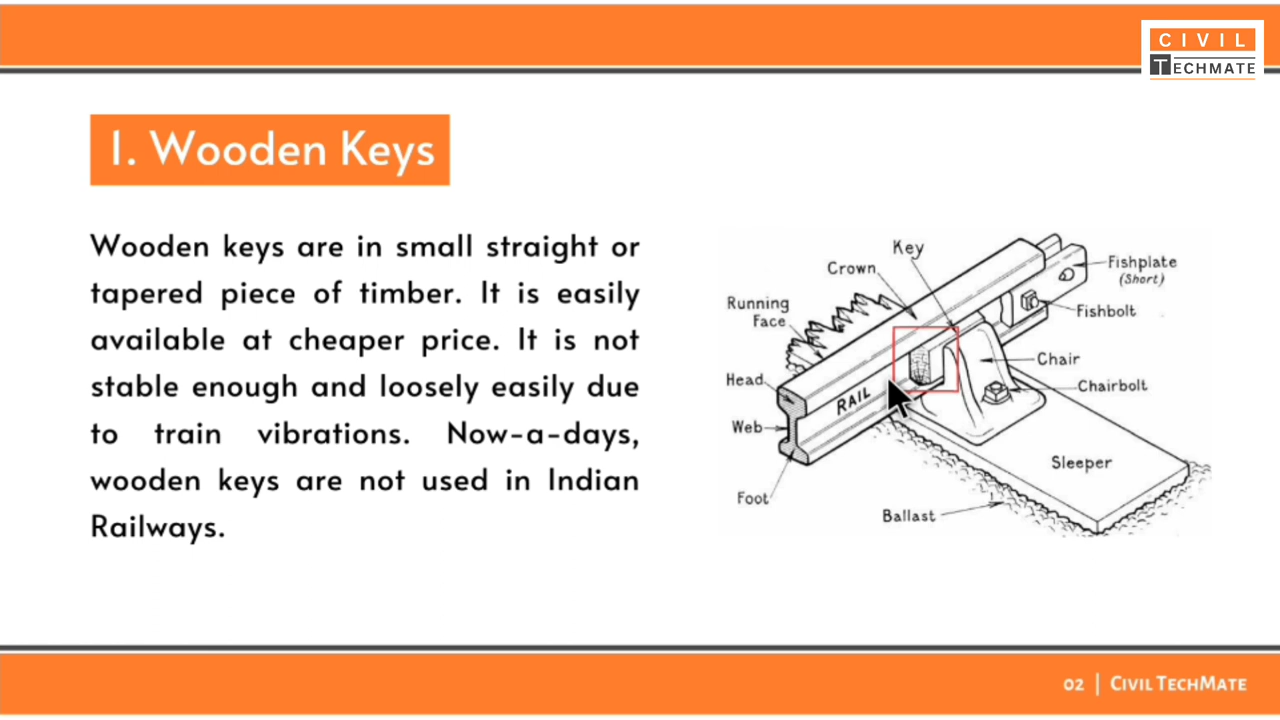 CIVIL
TECHMATE
1. Wooden Keys
Wooden keys are in small straight or
tapered piece of timber. It is easily
available at cheaper price. It is not
stable enough and loosely easily due
to train vibrations. Now-a-days,
wooden keys are not used in Indian
Railways.
Key
Crown
Fishplate
(Short)
Running
Face
Fishbolt
Chair
Head
Chairbolt
RAIL
Web
Sleeper
Foot
Ballast
02 | CIVIL TECHMATE